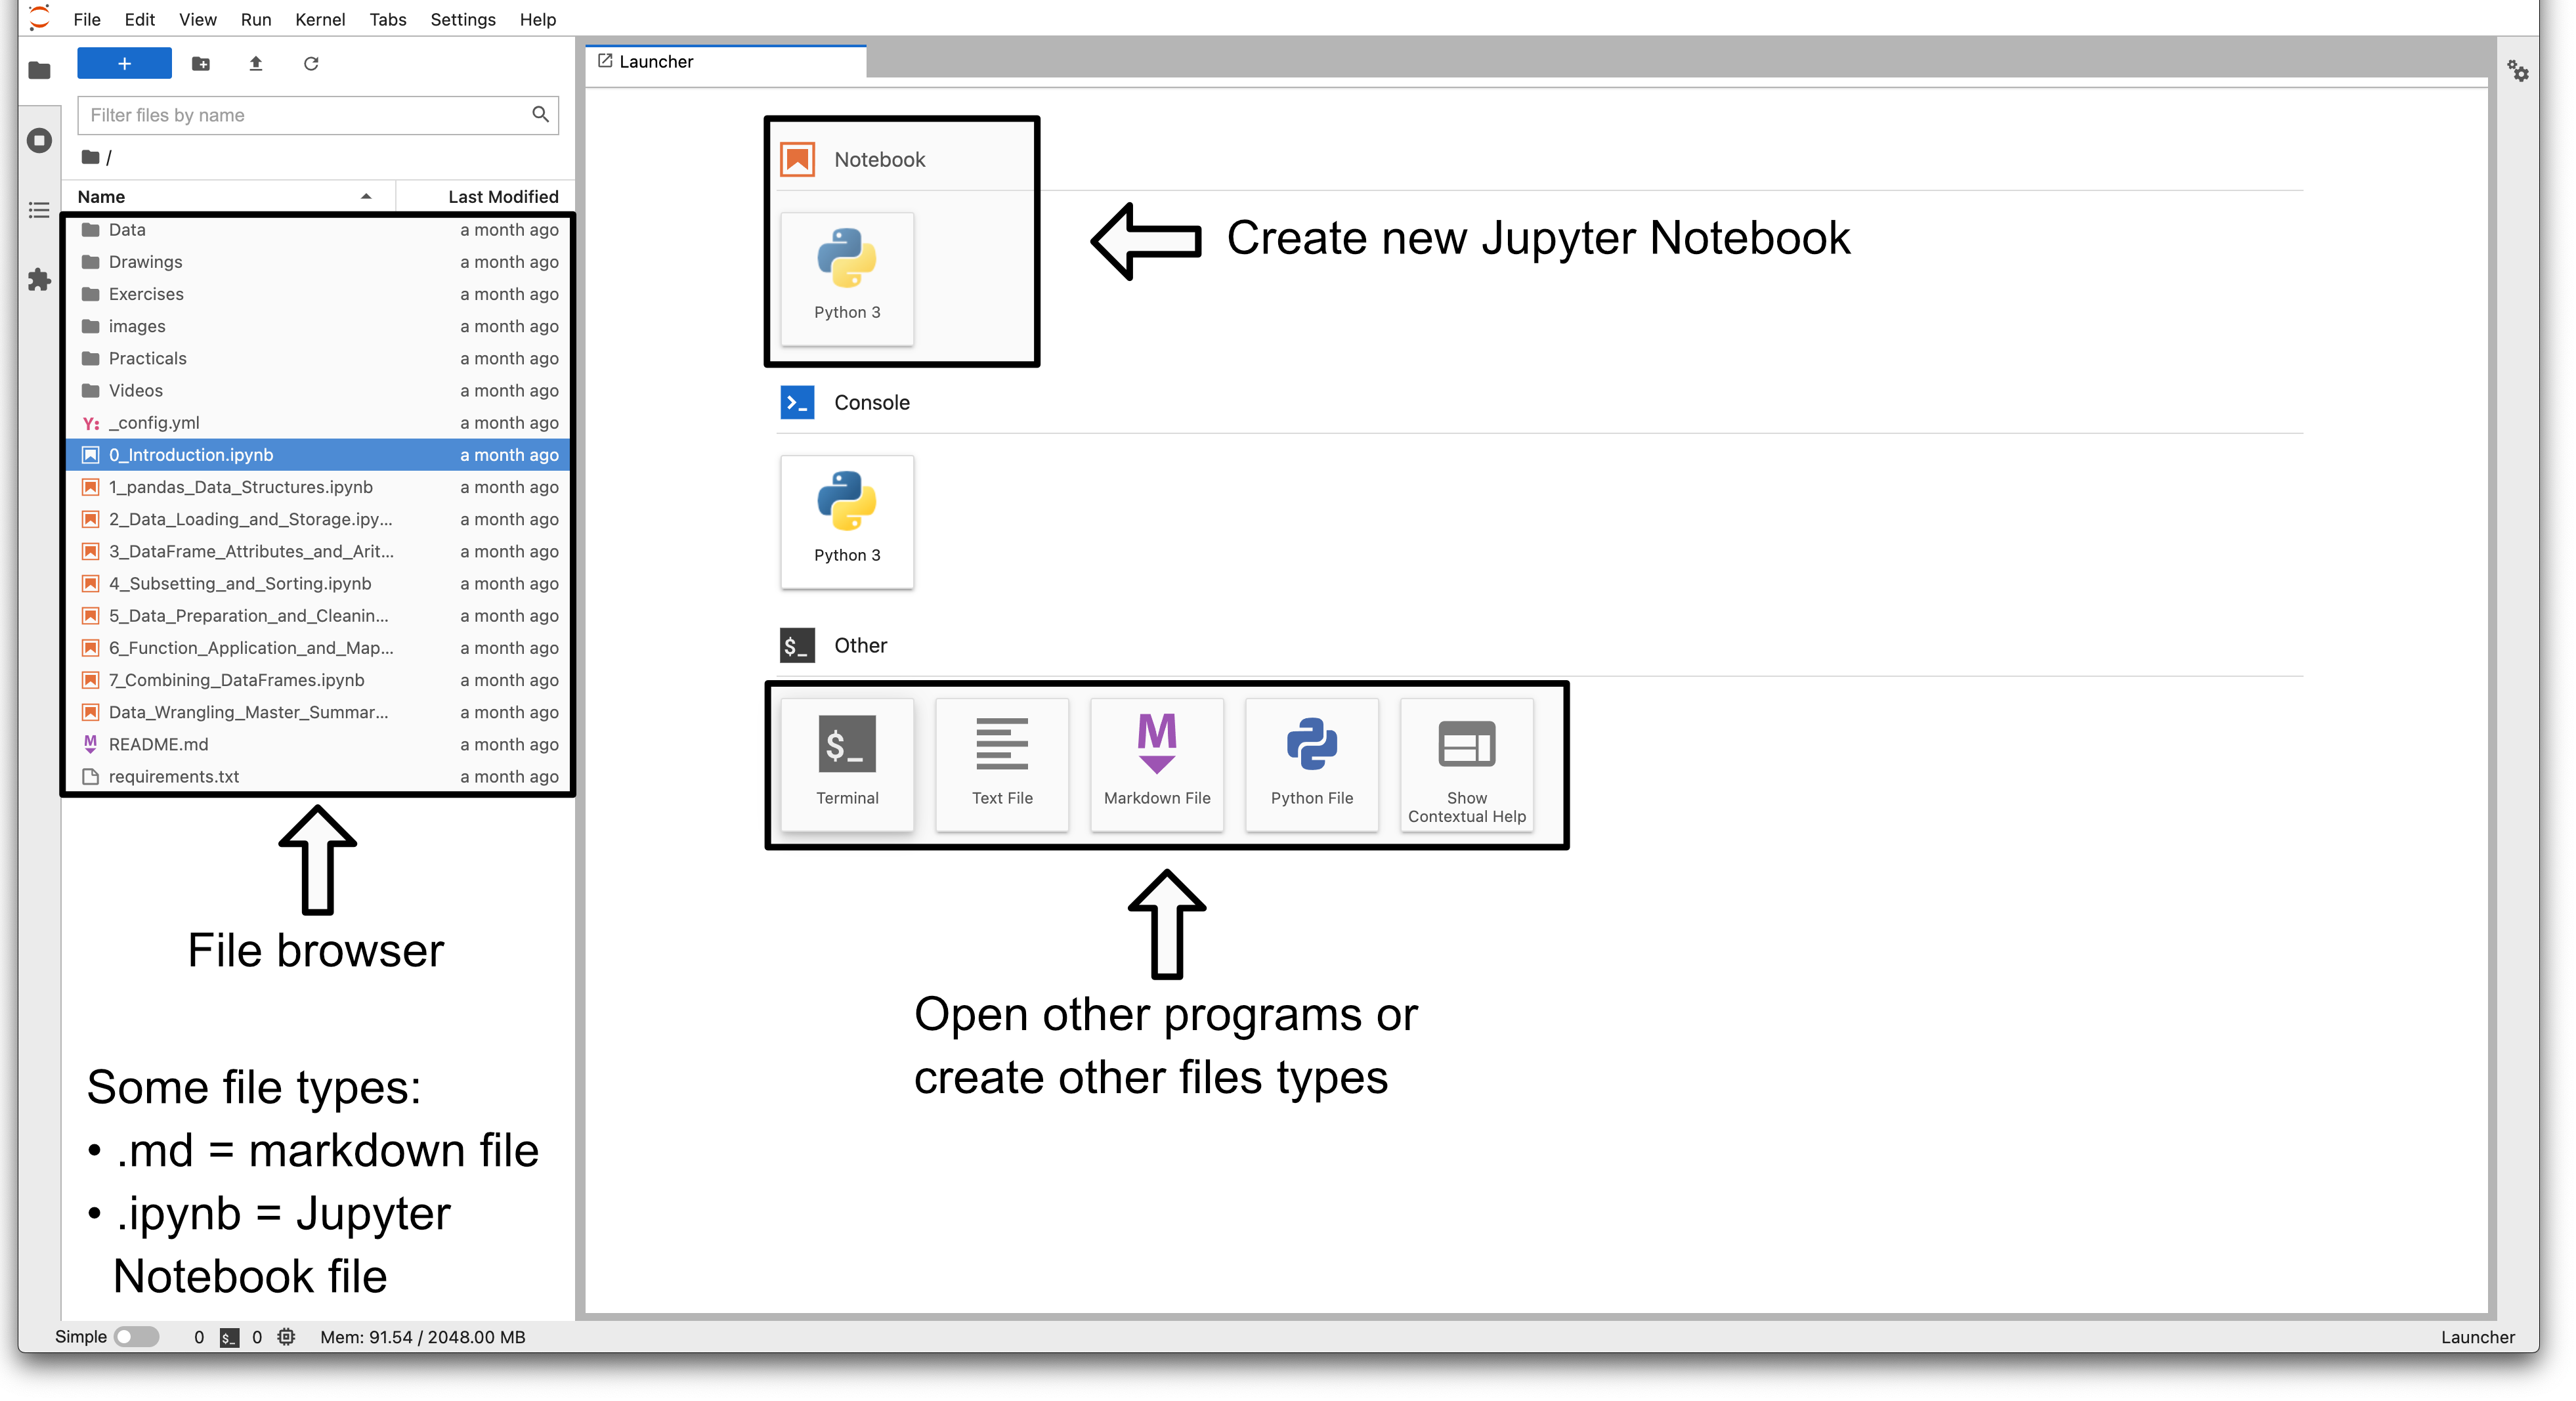 File Edit View Run Kernel Tabs Settings Help
+
Launcher
Filter files by name
/
Name Last Modified
Data a month ago
Drawings a month ago
Exercises a month ago
images a month ago
Practicals a month ago
Videos a month ago
Y: _config.yml a month ago
0_Introduction.ipynb a month ago
1_pandas_Data_Structures.ipynb a month ago
2_Data_Loading_and_Storage.ipy... a month ago
3_DataFrame_Attributes_and_Arit... a month ago
4_Subsetting_and_Sorting.ipynb a month ago
5_Data_Preparation_and_Cleanin... a month ago
6_Function_Application_and_Map... a month ago
7_Combining_DataFrames.ipynb a month ago
Data_Wrangling_Master_Summar... a month ago
M README.md a month ago
requirements.txt a month ago
File browser
Some file types:
• .md = markdown file
• .ipynb = Jupyter
Notebook file
Notebook
Python 3
Create new Jupyter Notebook
>_ Console
Python 3
$_ Other
$_ M
Terminal Text File Markdown File Python File Show
Contextual Help
Open other programs or
create other files types
Simple 0 $_ 0 Mem: 91.54 / 2048.00 MB Launcher